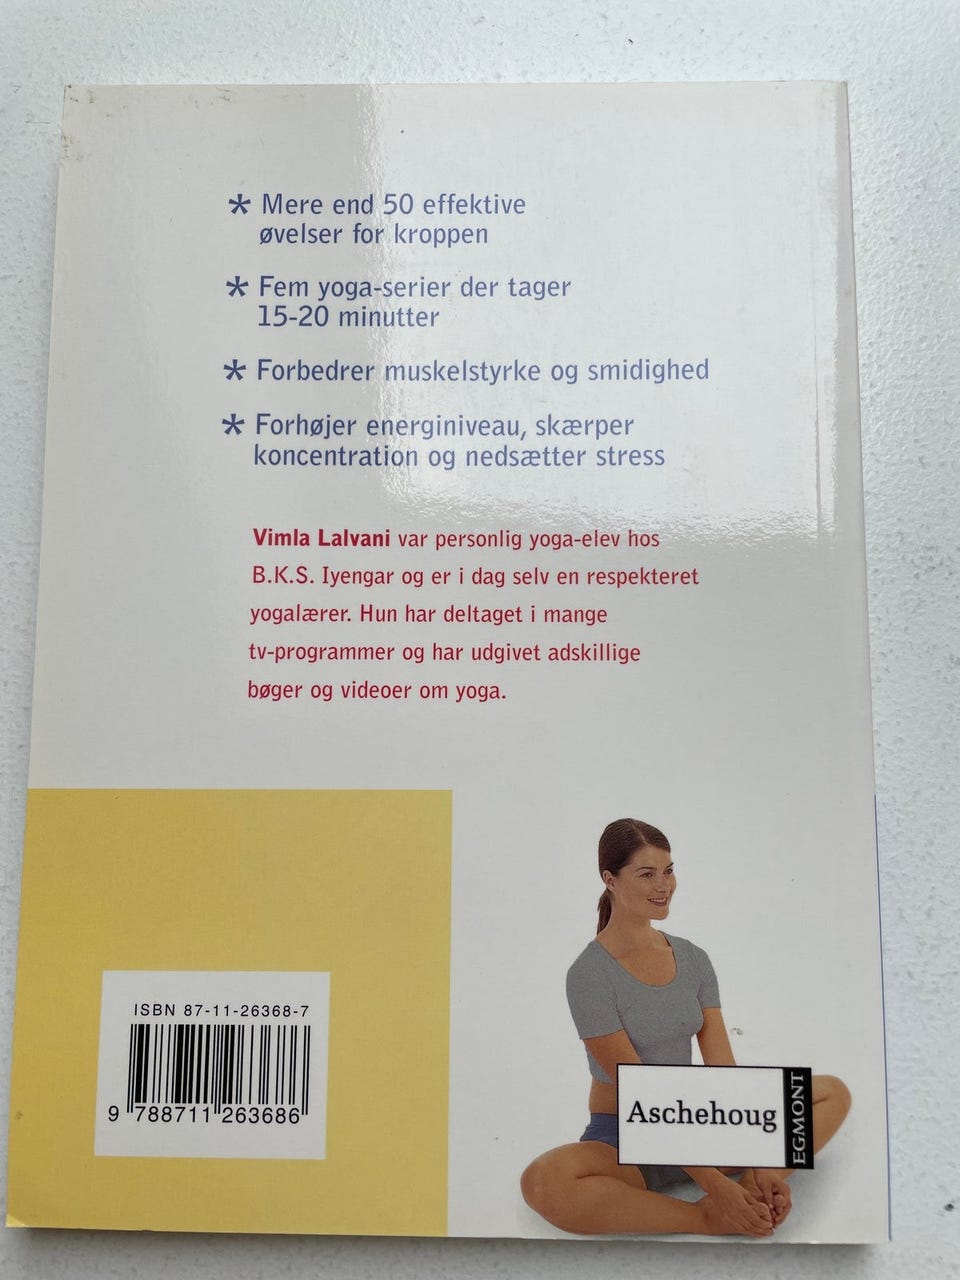 * Mere end 50 effektive
øvelser for kroppen
* Fem yoga-serier der tager
15-20 minutter
* Forbedrer muskelstyrke og smidighed
* Forhøjer energiniveau, skærper
koncentration og nedsætter stress
Vimla Lalvani var personlig yoga-elev hos
B.K.S. Iyengar og er i dag selv en respekteret
yogalærer. Hun har deltaget i mange
tv-programmer og har udgivet adskillige
bøger og videoer om yoga.
ISBN 87-11-26368-7
9 788711 263686
Aschehoug
EGMONT